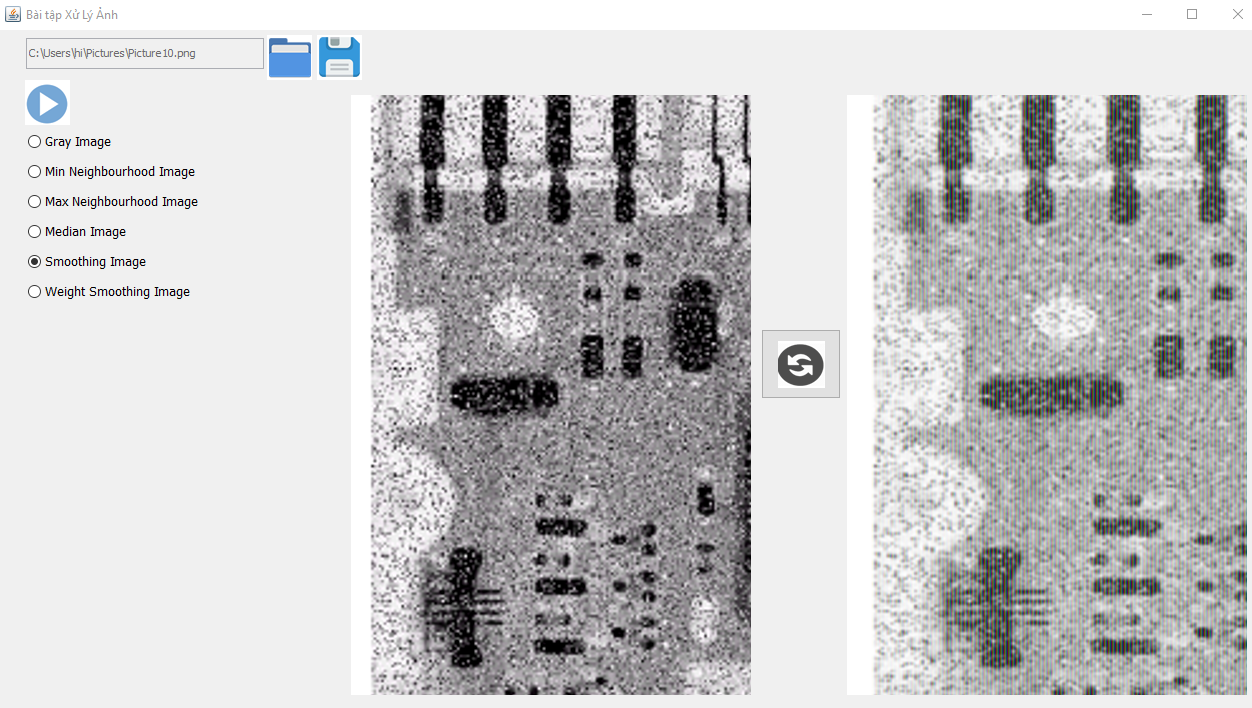 Bài tập Xử Lý Ảnh
C:\Users\hi\Pictures\Picture10.png
Gray Image
Min Neighbourhood Image
Max Neighbourhood Image
Median Image
Smoothing Image
Weight Smoothing Image